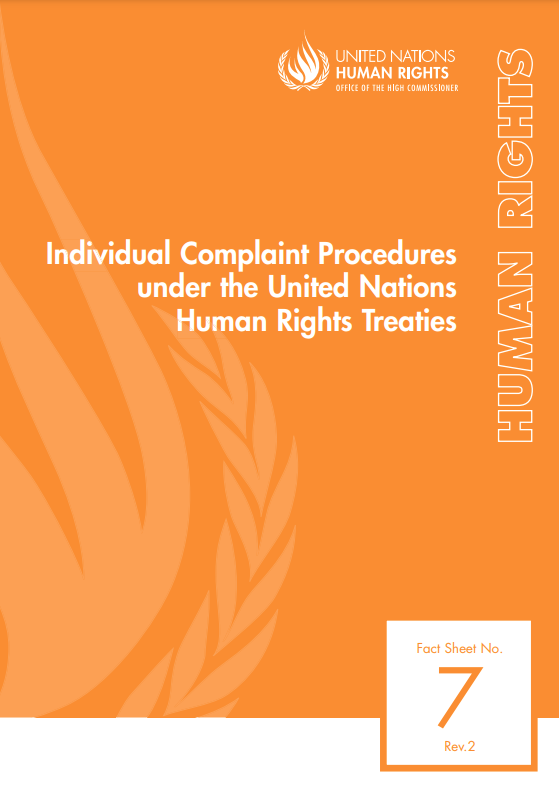 UNITED NATIONS
HUMAN RIGHTS
OFFICE OF THE HIGH COMMISSIONER
HUMAN RIGHTS
Individual Complaint Procedures
under the United Nations
Human Rights Treaties
Fact Sheet No.
7
Rev.2